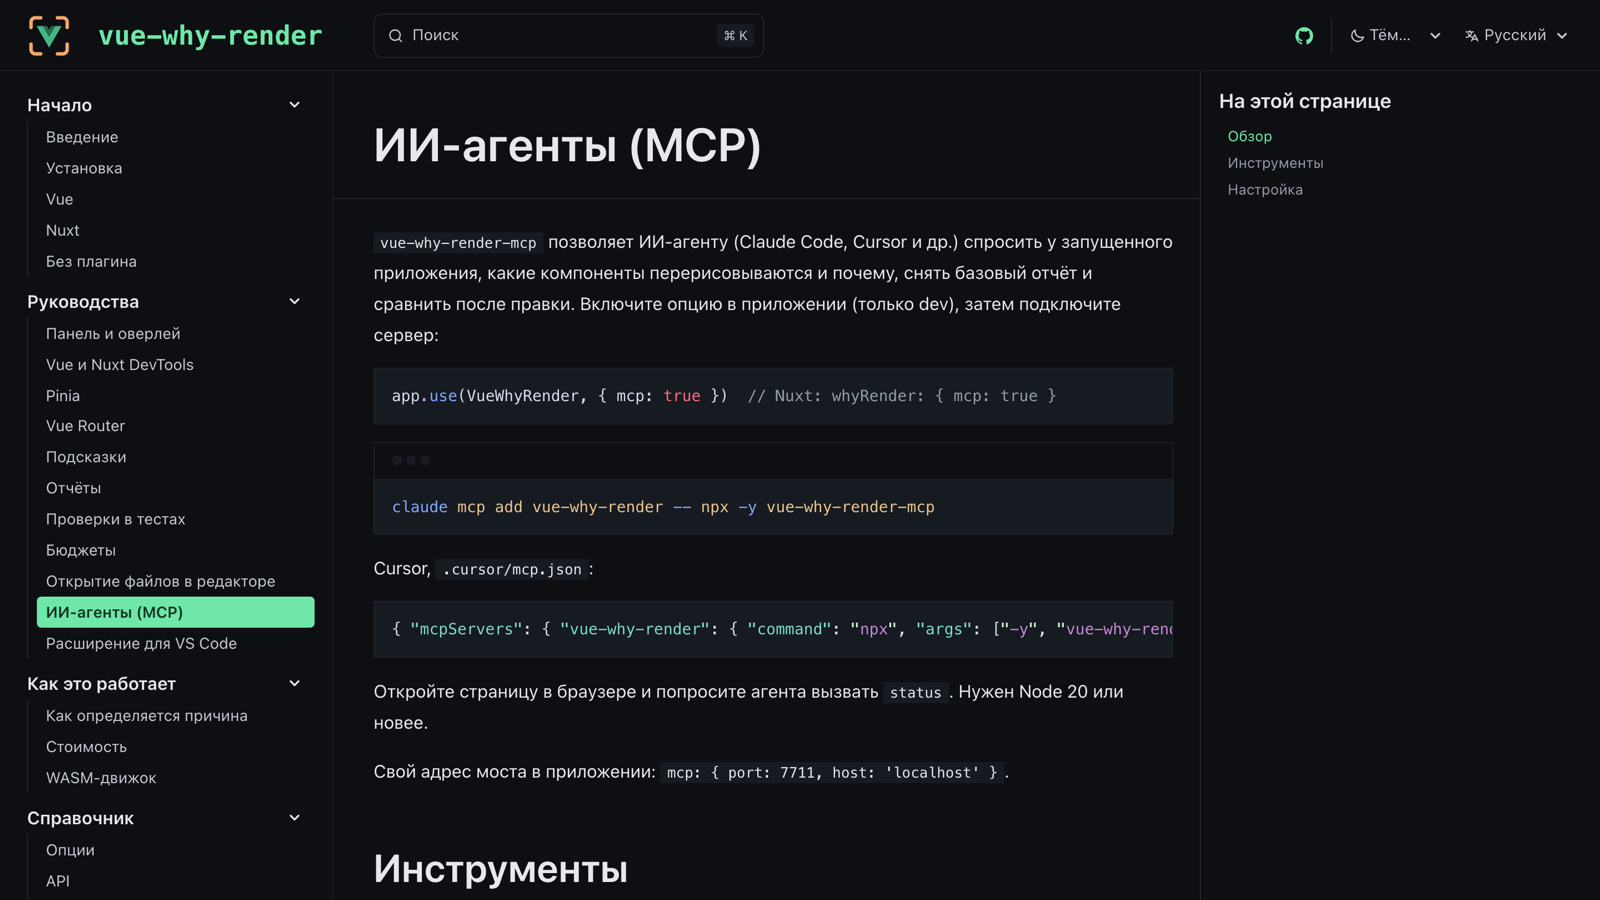 vue-why-render
Поиск
⌘ K
Тём...
Русский
Начало
Введение
Установка
Vue
Nuxt
Без плагина
Руководства
Панель и оверлей
Vue и Nuxt DevTools
Pinia
Vue Router
Подсказки
Отчёты
Проверки в тестах
Бюджеты
Открытие файлов в редакторе
ИИ-агенты (MCP)
Расширение для VS Code
Как это работает
Как определяется причина
Стоимость
WASM-движок
Справочник
Опции
API
ИИ-агенты (MCP)
vue-why-render-mcp позволяет ИИ-агенту (Claude Code, Cursor и др.) спросить у запущенного
приложения, какие компоненты перерисовываются и почему, снять базовый отчёт и
сравнить после правки. Включите опцию в приложении (только dev), затем подключите
сервер:
app.use(VueWhyRender, { mcp: true })  // Nuxt: whyRender: { mcp: true }
claude mcp add vue-why-render -- npx -y vue-why-render-mcp
Cursor, .cursor/mcp.json:
{ "mcpServers": { "vue-why-render": { "command": "npx", "args": ["-y", "vue-why-rend
Откройте страницу в браузере и попросите агента вызвать status. Нужен Node 20 или
новее.
Свой адрес моста в приложении: mcp: { port: 7711, host: 'localhost' }.
Инструменты
На этой странице
Обзор
Инструменты
Настройка